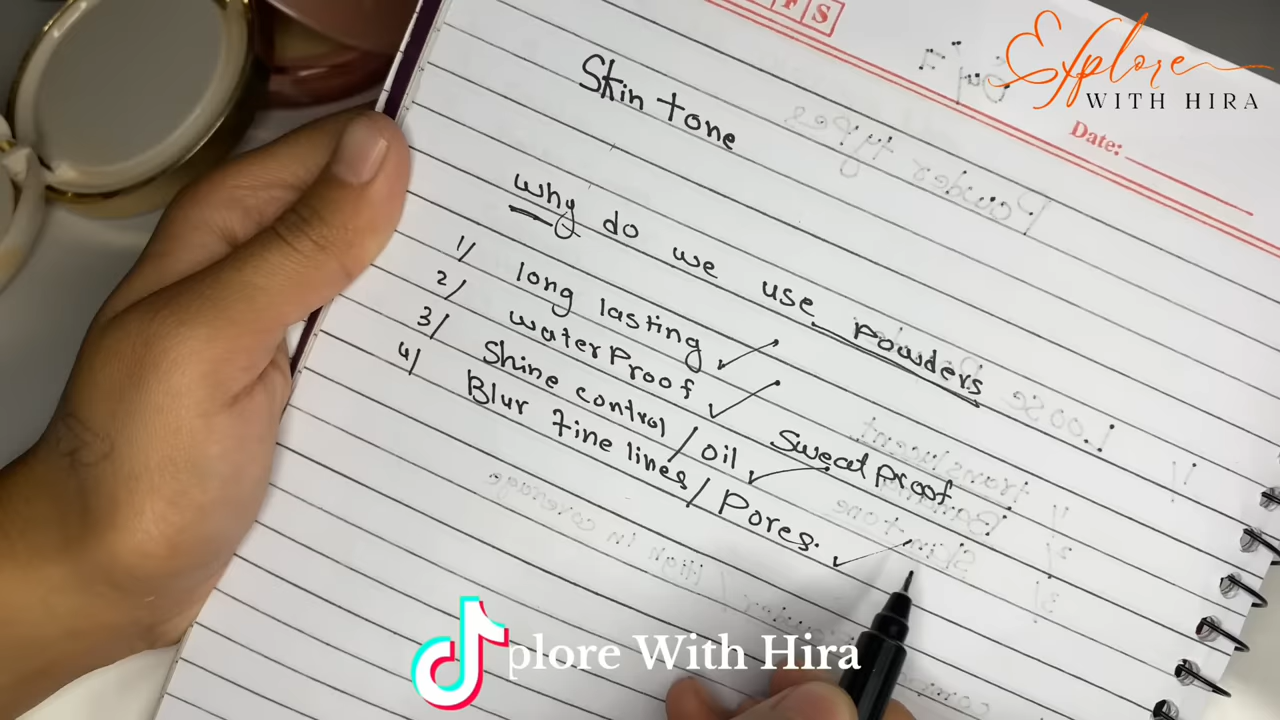 FS
Explore
WITH HIRA
Date:
Skin tone
why do we use Powders
1/ long lasting
2/ waterProof
3/ Shine control / oil Sweat Proof
4/ Blur fine lines / Pores.
plore With Hira